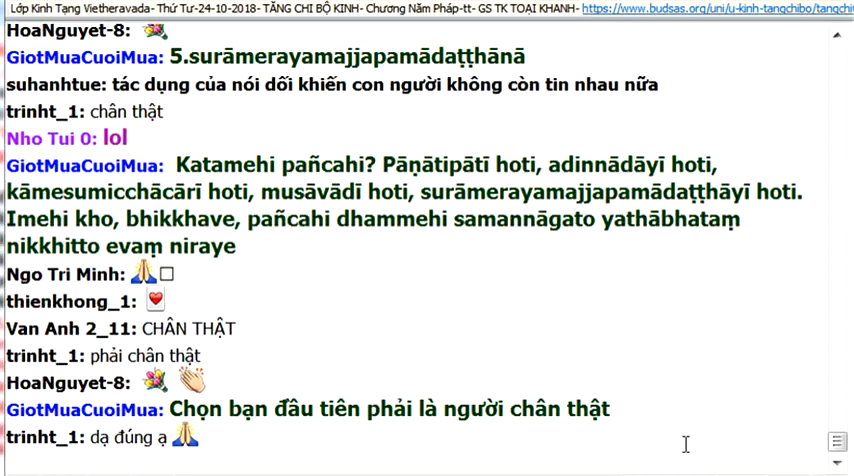 Lớp Kinh Tạng Vietheravada- Thứ Tư-24-10-2018- TĂNG CHI BỘ KINH- Chương Năm Pháp-tt- GS TK TOẠI KHANH- https://www.budsas.org/uni/u-kinh-tangchibo/tangchi
HoaNguyet-8:
GiotMuaCuoiMua: 5.surāmerayamajjapamādaṭṭhānā
suhanhtue: tác dụng của nói dối khiến con người không còn tin nhau nữa
trinht_1: chân thật
Nho Tui 0: lol
GiotMuaCuoiMua: Katamehi pañcahi? Pāṇātipātī hoti, adinnādāyī hoti,
kāmesumicchācārī hoti, musāvādī hoti, surāmerayamajjapamādaṭṭhāyī hoti.
Imehi kho, bhikkhave, pañcahi dhammehi samannāgato yathābhataṃ
nikkhitto evaṃ niraye
Ngo Tri Minh:
thienkhong_1:
Van Anh 2_11: CHÂN THẬT
trinht_1: phải chân thật
HoaNguyet-8:
GiotMuaCuoiMua: Chọn bạn đầu tiên phải là người chân thật
trinht_1: dạ đúng ạ